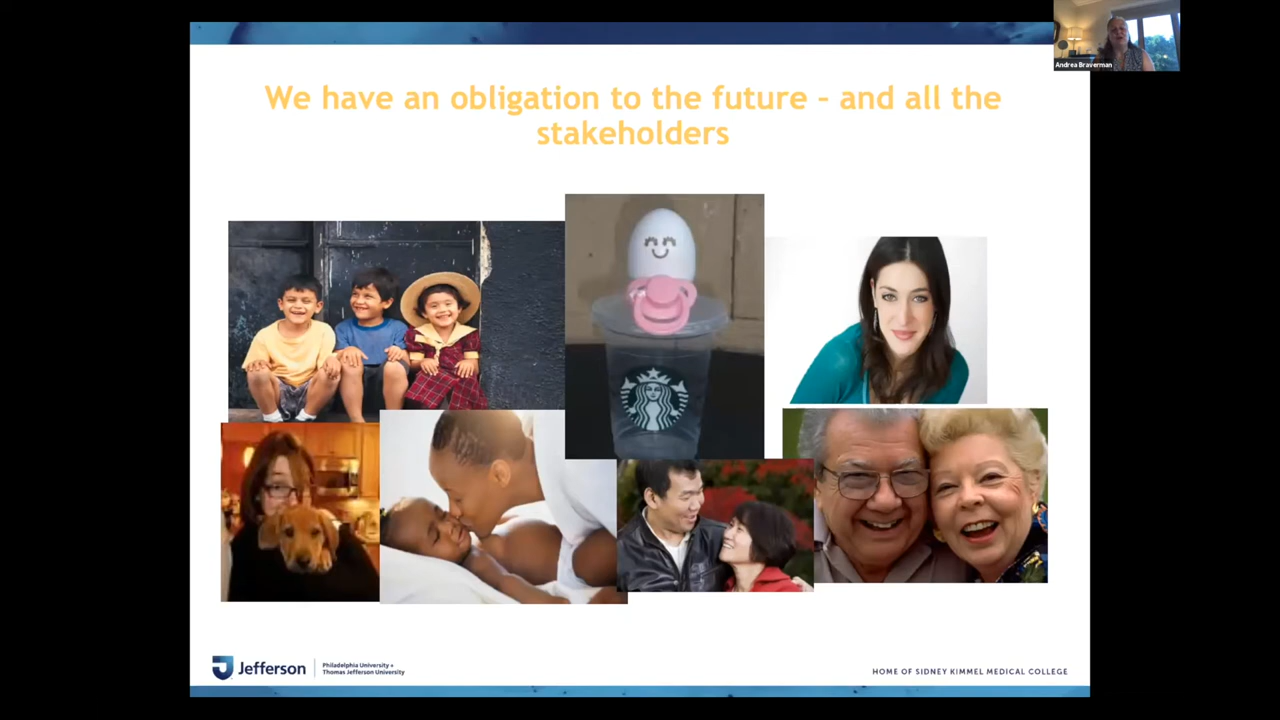 Andrea Braverman
We have an obligation to the future – and all the
stakeholders
Jefferson
Philadelphia University +
Thomas Jefferson University
HOME OF SIDNEY KIMMEL MEDICAL COLLEGE